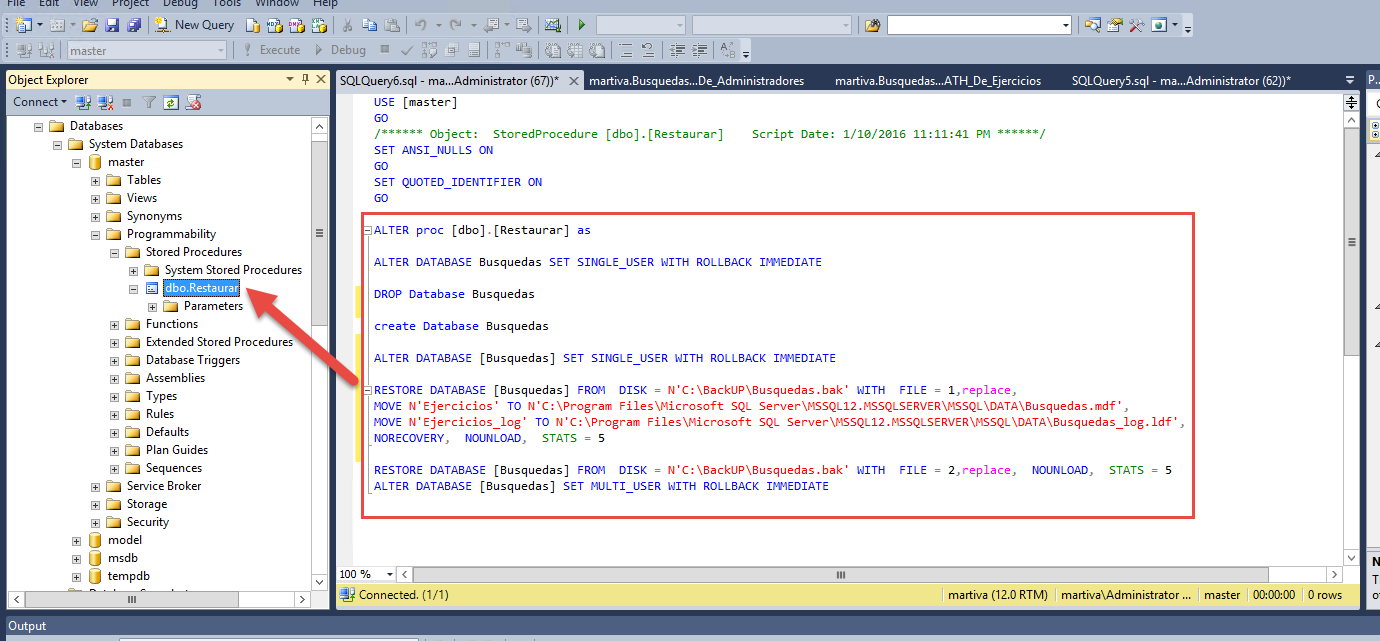 File Edit View Project Debug Tools Window Help
New Query
master Execute Debug
Object Explorer
Connect
Databases
System Databases
master
Tables
Views
Synonyms
Programmability
Stored Procedures
System Stored Procedures
dbo.Restaurar
Parameters
Functions
Extended Stored Procedures
Database Triggers
Assemblies
Types
Rules
Defaults
Plan Guides
Sequences
Service Broker
Storage
Security
model
msdb
tempdb
SQLQuery6.sql - ma...Administrator (67))* martiva.Busquedas...De_Administradores martiva.Busquedas...ATH_De_Ejercicios SQLQuery5.sql - ma...Administrator (62))*
USE [master]
GO
/****** Object:  StoredProcedure [dbo].[Restaurar]    Script Date: 1/10/2016 11:11:41 PM ******/
SET ANSI_NULLS ON
GO
SET QUOTED_IDENTIFIER ON
GO
ALTER proc [dbo].[Restaurar] as
ALTER DATABASE Busquedas SET SINGLE_USER WITH ROLLBACK IMMEDIATE
DROP Database Busquedas
create Database Busquedas
ALTER DATABASE [Busquedas] SET SINGLE_USER WITH ROLLBACK IMMEDIATE
RESTORE DATABASE [Busquedas] FROM  DISK = N'C:\BackUP\Busquedas.bak' WITH  FILE = 1,replace,
MOVE N'Ejercicios' TO N'C:\Program Files\Microsoft SQL Server\MSSQL12.MSSQLSERVER\MSSQL\DATA\Busquedas.mdf',
MOVE N'Ejercicios_log' TO N'C:\Program Files\Microsoft SQL Server\MSSQL12.MSSQLSERVER\MSSQL\DATA\Busquedas_log.ldf',
NORECOVERY,  NOUNLOAD,  STATS = 5
RESTORE DATABASE [Busquedas] FROM  DISK = N'C:\BackUP\Busquedas.bak' WITH  FILE = 2,replace,  NOUNLOAD,  STATS = 5
ALTER DATABASE [Busquedas] SET MULTI_USER WITH ROLLBACK IMMEDIATE
100 %
Connected. (1/1) martiva (12.0 RTM) martiva\Administrator ... master 00:00:00 0 rows
Output